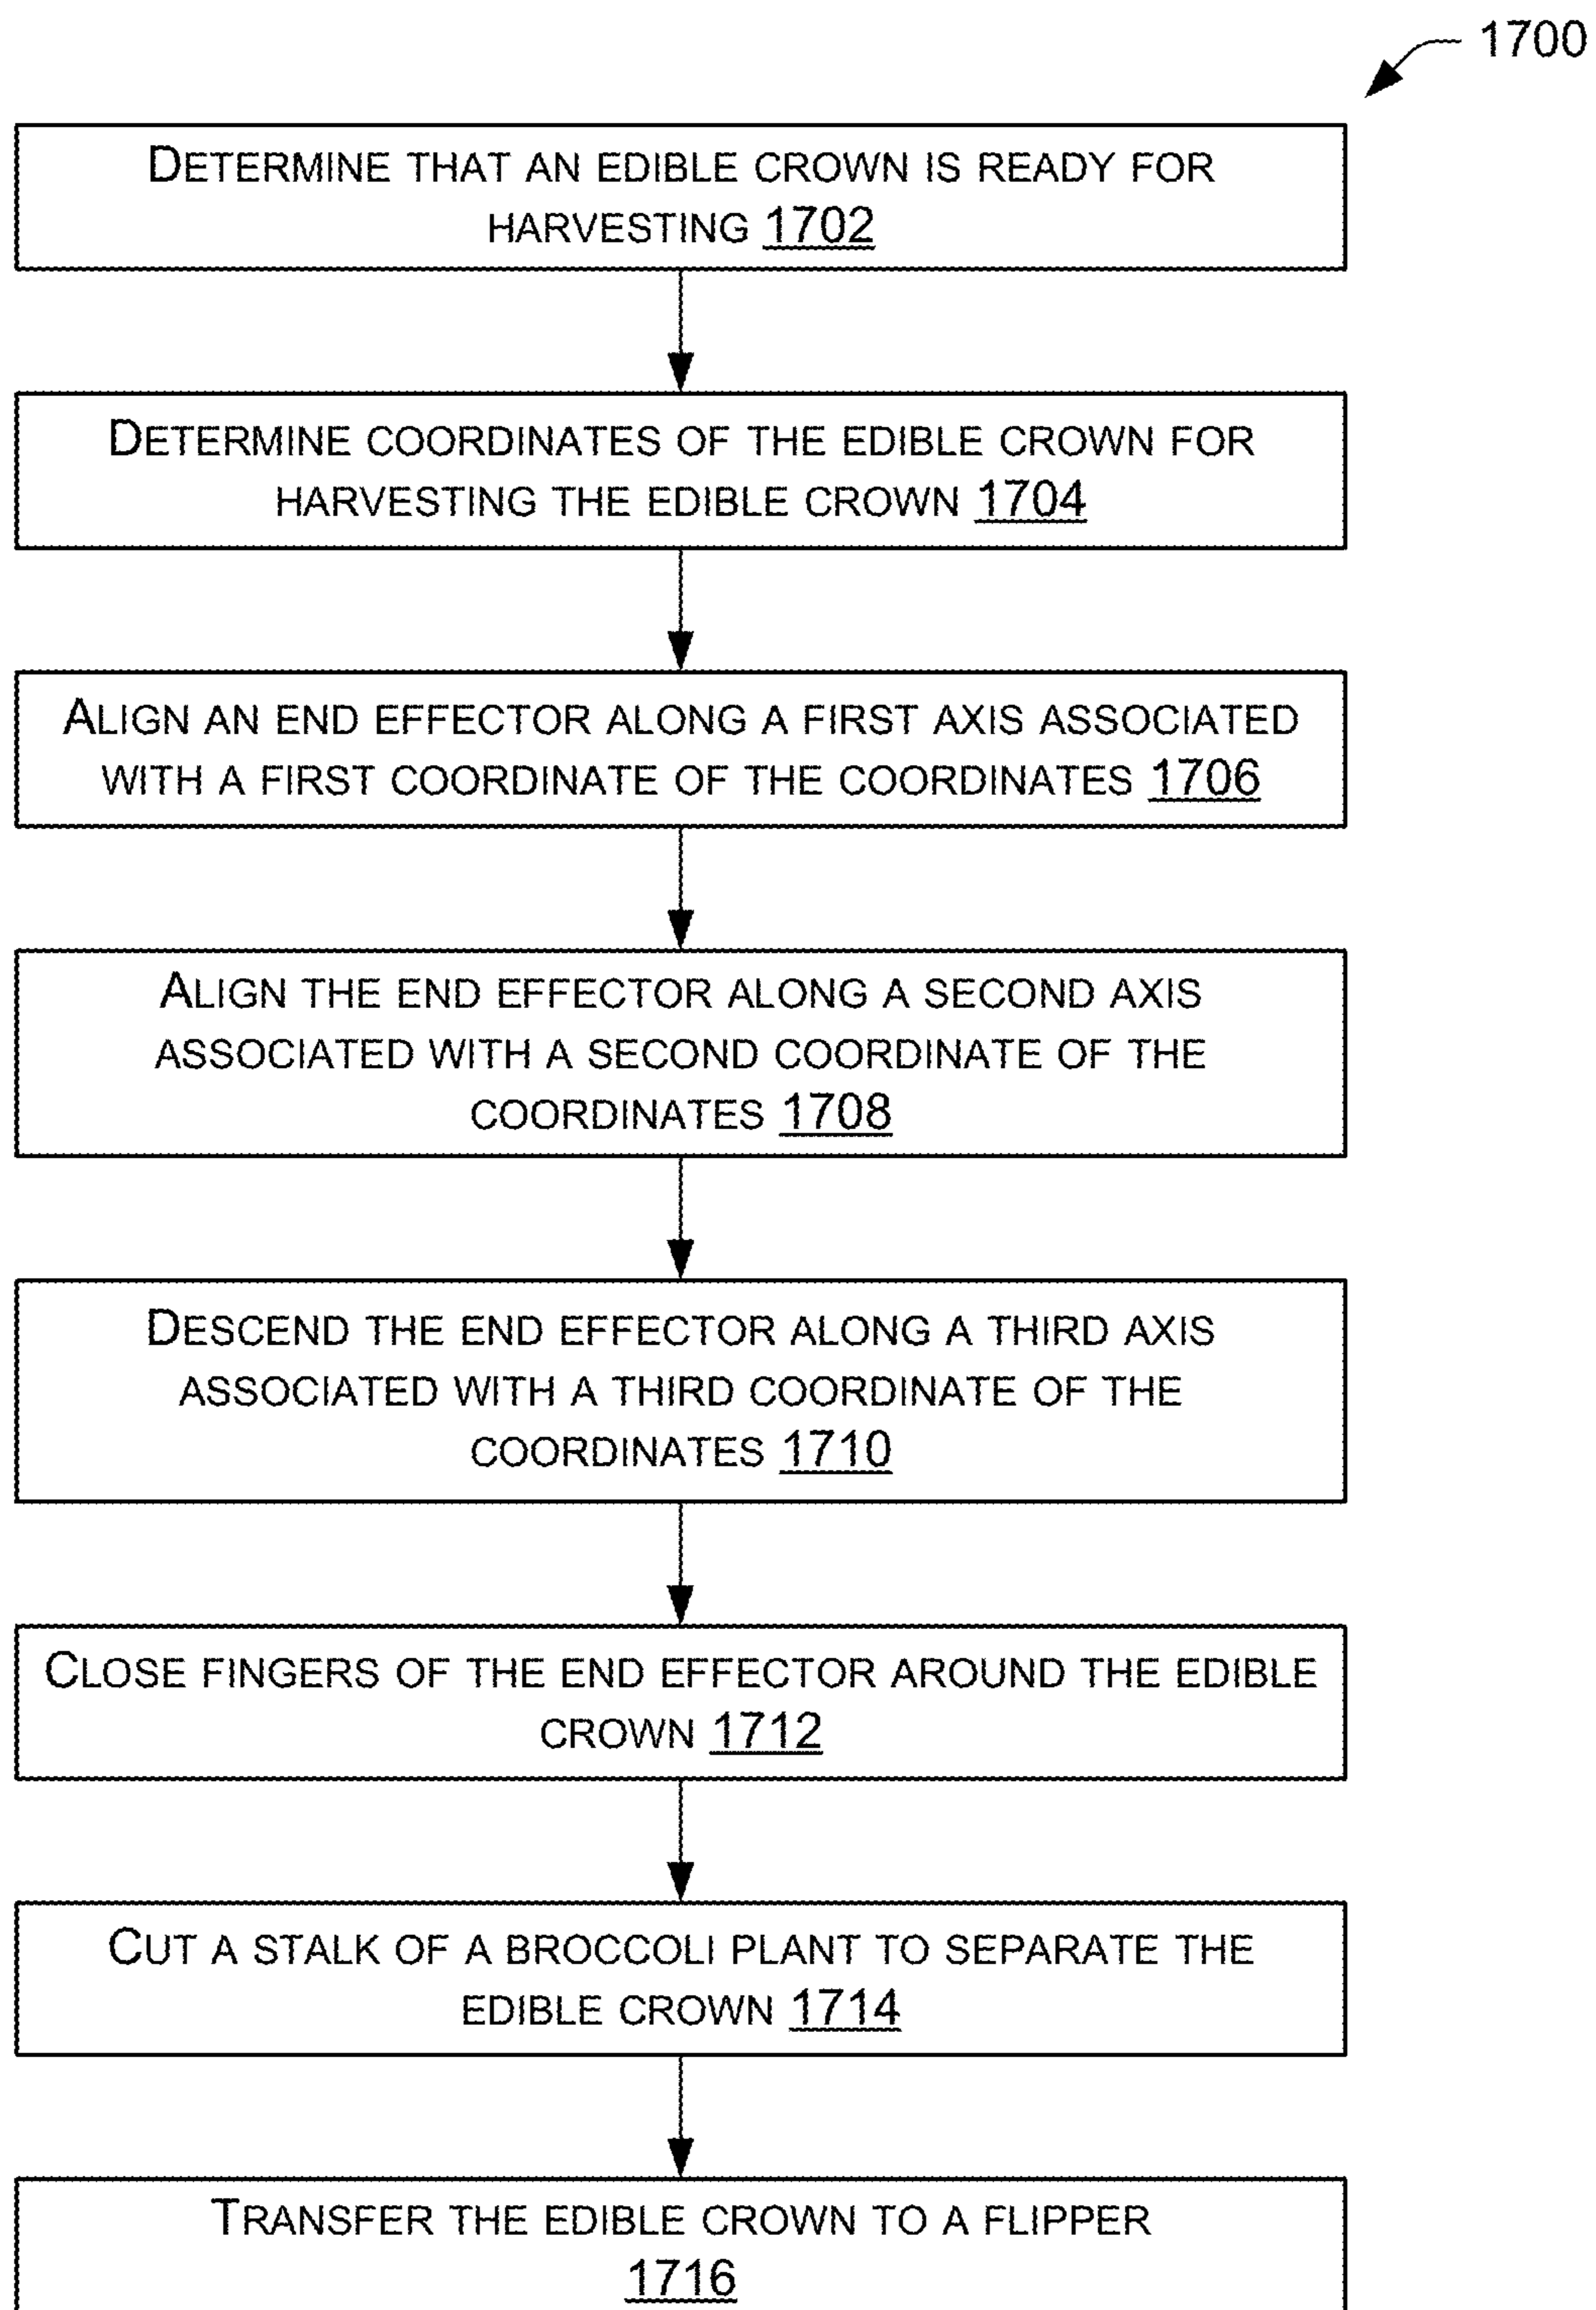 1700
DETERMINE THAT AN EDIBLE CROWN IS READY FOR
HARVESTING 1702
DETERMINE COORDINATES OF THE EDIBLE CROWN FOR
HARVESTING THE EDIBLE CROWN 1704
ALIGN AN END EFFECTOR ALONG A FIRST AXIS ASSOCIATED
WITH A FIRST COORDINATE OF THE COORDINATES 1706
ALIGN THE END EFFECTOR ALONG A SECOND AXIS
ASSOCIATED WITH A SECOND COORDINATE OF THE
COORDINATES 1708
DESCEND THE END EFFECTOR ALONG A THIRD AXIS
ASSOCIATED WITH A THIRD COORDINATE OF THE
COORDINATES 1710
CLOSE FINGERS OF THE END EFFECTOR AROUND THE EDIBLE
CROWN 1712
CUT A STALK OF A BROCCOLI PLANT TO SEPARATE THE
EDIBLE CROWN 1714
TRANSFER THE EDIBLE CROWN TO A FLIPPER
1716